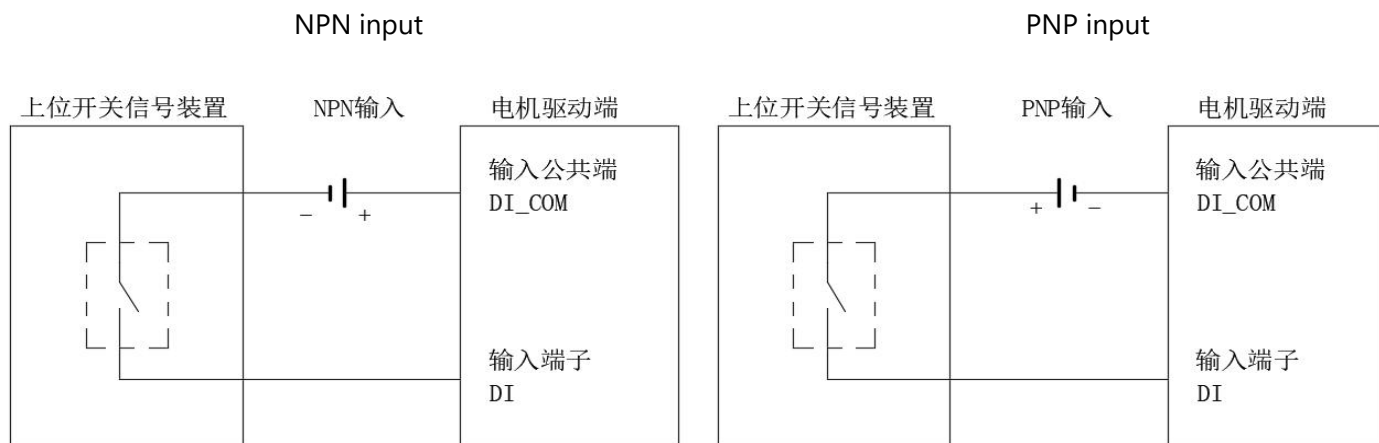 NPN input
PNP input
上位开关信号装置
NPN输入
电机驱动端
输入公共端
DI_COM
- +
输入端子
DI
上位开关信号装置
PNP输入
电机驱动端
输入公共端
DI_COM
+ -
输入端子
DI